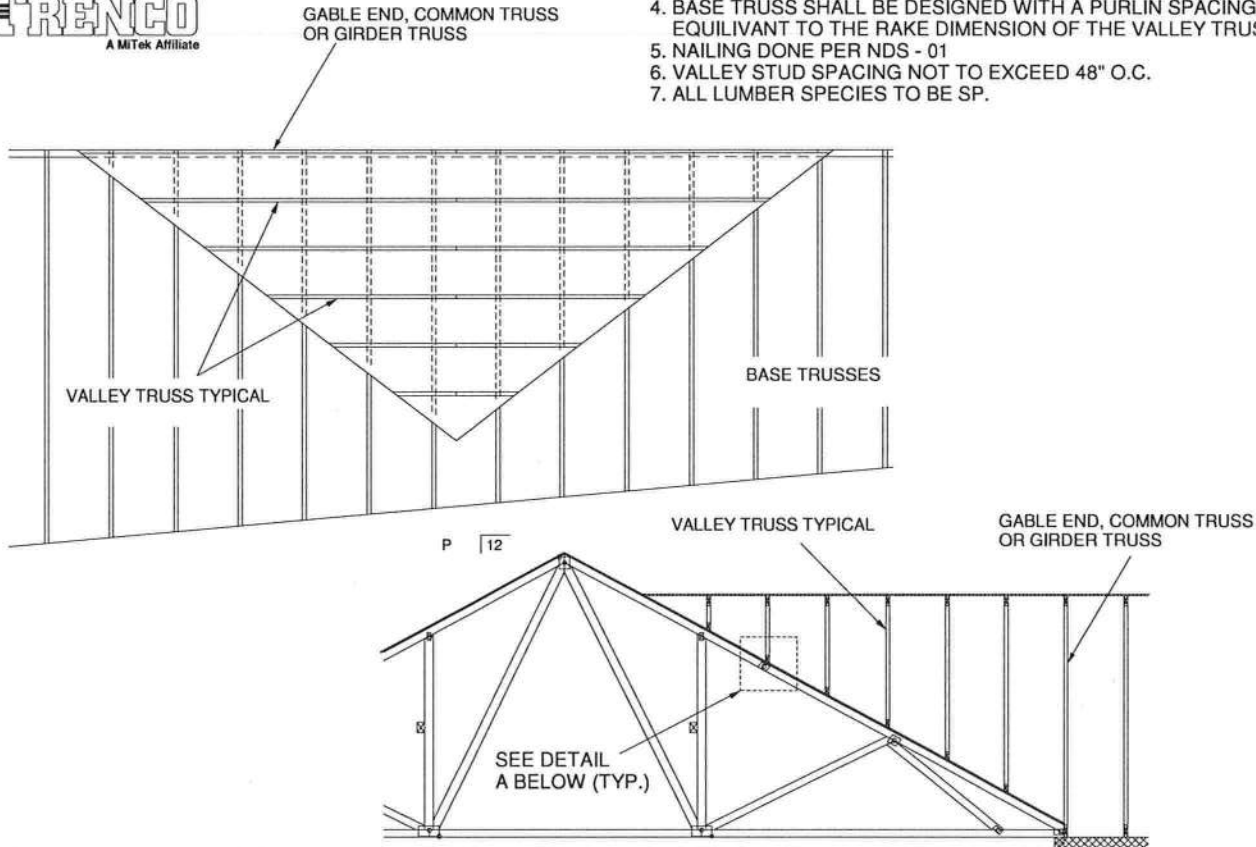 TRENCO
A MiTek Affiliate
GABLE END, COMMON TRUSS
OR GIRDER TRUSS
4. BASE TRUSS SHALL BE DESIGNED WITH A PURLIN SPACING
EQUILIVANT TO THE RAKE DIMENSION OF THE VALLEY
5. NAILING DONE PER NDS - 01
6. VALLEY STUD SPACING NOT TO EXCEED 48" O.C.
7. ALL LUMBER SPECIES TO BE SP.
VALLEY TRUSS TYPICAL
BASE TRUSSES
P 12
VALLEY TRUSS TYPICAL
GABLE END, COMMON TRUSS
OR GIRDER TRUSS
SEE DETAIL
A BELOW (TYP.)